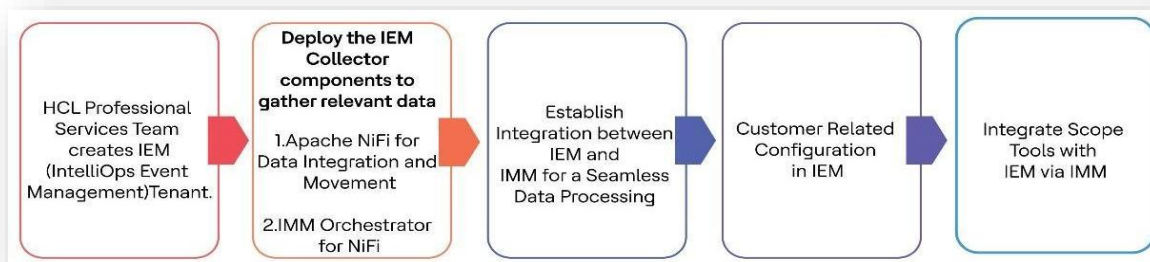 HCL Professional
Services Team
creates IEM
(IntelliOps Event
Management)Tenant.
Deploy the IEM
Collector
components to
gather relevant data
1.Apache NiFi for
Data Integration and
Movement
2.IMM Orchestrator
for NiFi
Establish
Integration between
IEM and
IMM for a Seamless
Data Processing
Customer Related
Configuration
in IEM
Integrate Scope
Tools with
IEM via IMM